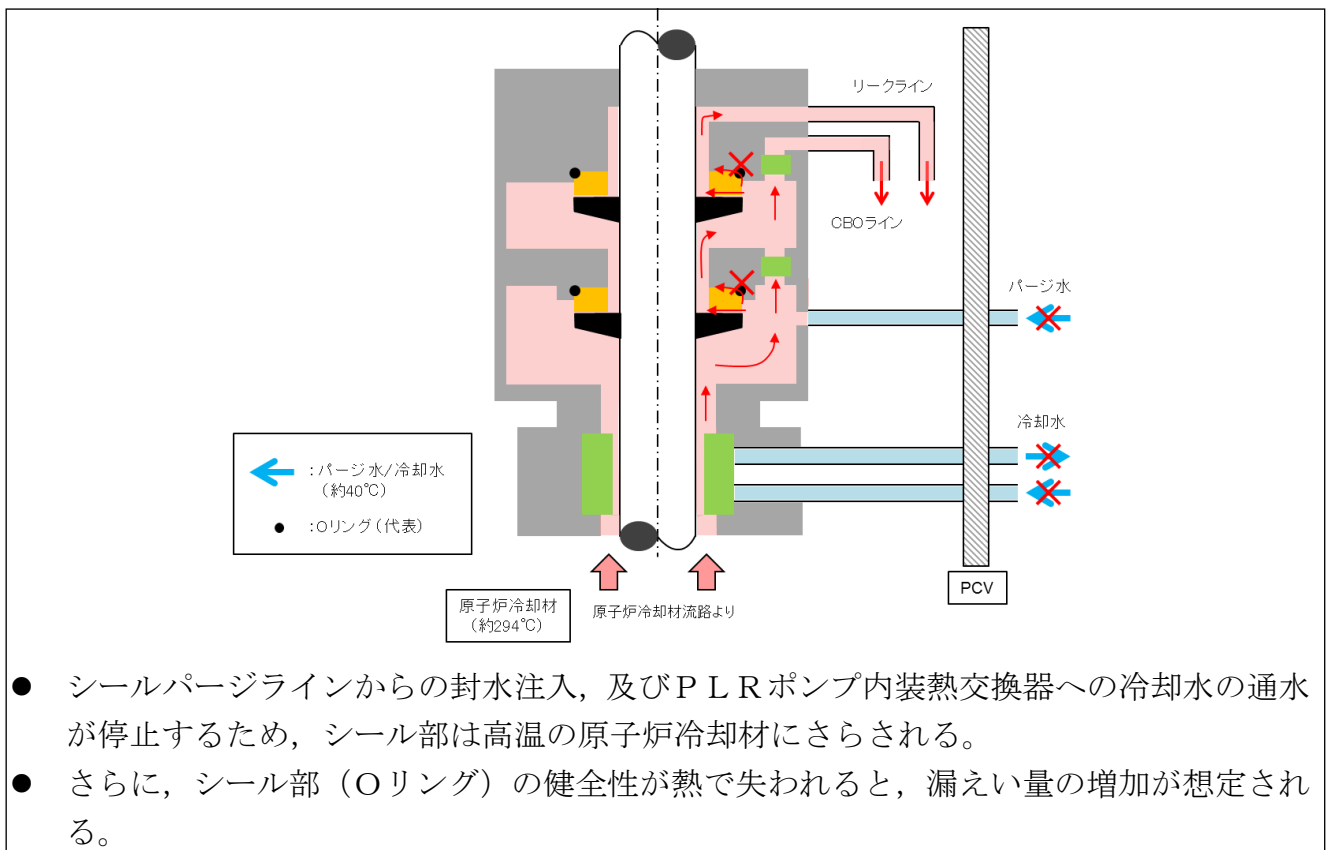 リークライン
CBOライン
パージ水
冷却水
:パージ水/冷却水
(約40℃)
:Oリング(代表)
PCV
原子炉冷却材
(約294℃)
原子炉冷却材流路より
● シールパージラインからの封水注入，及びＰＬＲポンプ内装熱交換器への冷却水の通水
が停止するため，シール部は高温の原子炉冷却材にさらされる。
● さらに，シール部（Ｏリング）の健全性が熱で失われると，漏えい量の増加が想定され
る。